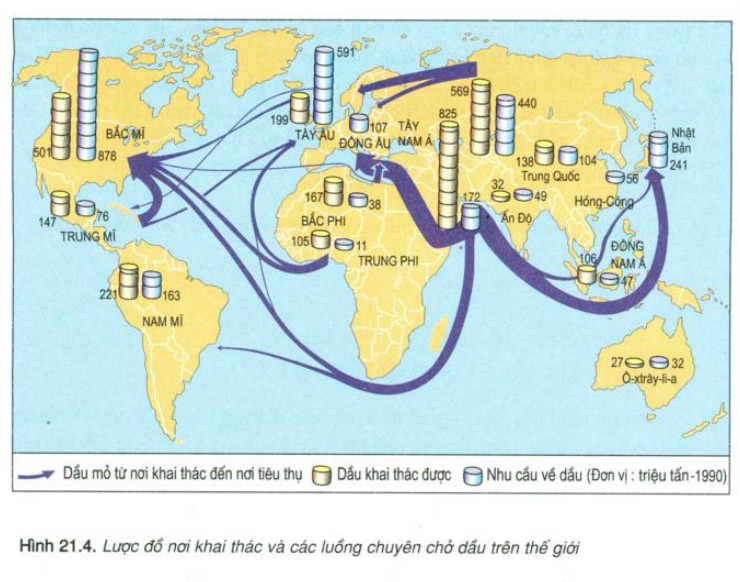 591
569
440
825
BẮC MĨ
199
TÂY ÂU
107
ĐÔNG ÂU
TÂY
NAM Á
Nhật
Bản
241
501
878
138
104
Trung Quốc
56
Hồng-Công
167
38
BẮC PHI
172
32
49
Ấn Độ
147
76
TRUNG MĨ
105
11
TRUNG PHI
ĐÔNG
NAM Á
106
47
221
163
NAM MĨ
27
32
Ô-xtrây-li-a
Dầu mỏ từ nơi khai thác đến nơi tiêu thụ
Dầu khai thác được
Nhu cầu về dầu (Đơn vị : triệu tấn-1990)
Hình 21.4. Lược đồ nơi khai thác và các luồng chuyên chở dầu trên thế giới